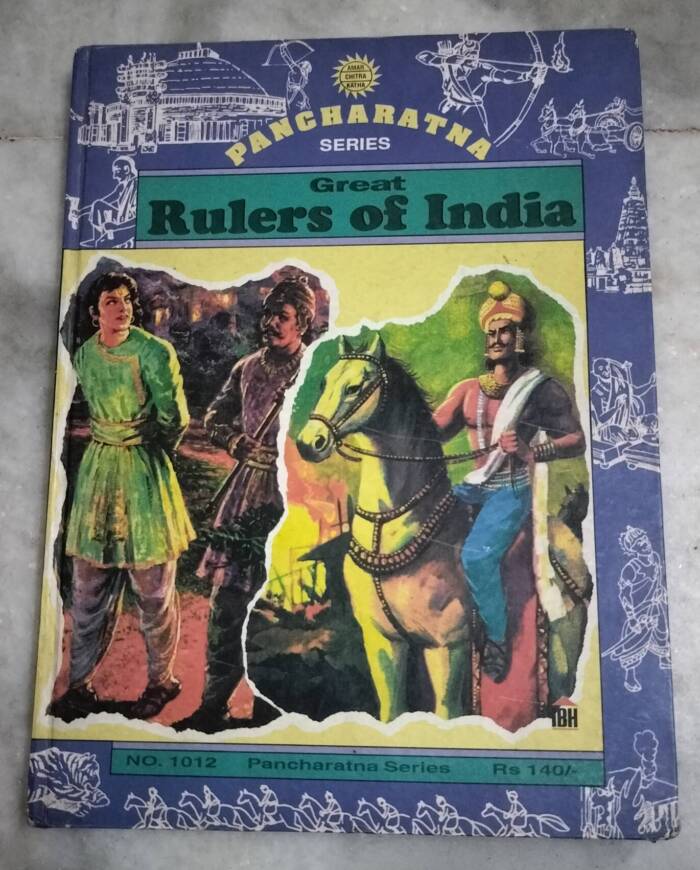 AMAR
CHITRA
KATHA
PANCHARATNA
SERIES
Great
Rulers of India
IBH
NO. 1012 Pancharatna Series Rs 140/-